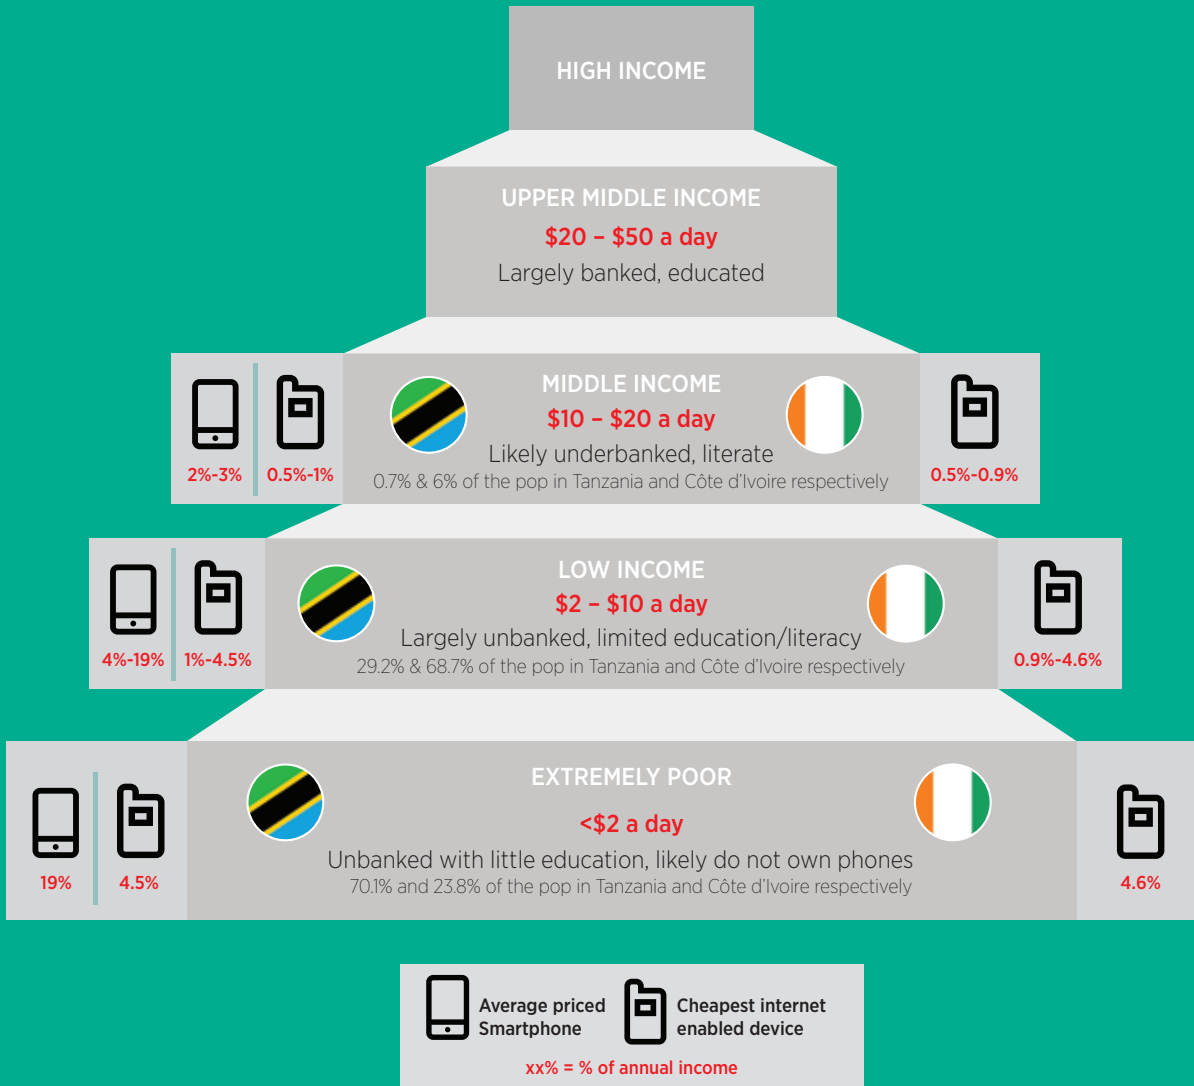 HIGH INCOME
UPPER MIDDLE INCOME
$20 – $50 a day
Largely banked, educated
MIDDLE INCOME
$10 – $20 a day
Likely underbanked, literate
0.7% & 6% of the pop in Tanzania and Côte d’Ivoire respectively
2%-3%
0.5%-1%
0.5%-0.9%
LOW INCOME
$2 – $10 a day
Largely unbanked, limited education/literacy
29.2% & 68.7% of the pop in Tanzania and Côte d’Ivoire respectively
4%-19%
1%-4.5%
0.9%-4.6%
EXTREMELY POOR
<$2 a day
Unbanked with little education, likely do not own phones
70.1% and 23.8% of the pop in Tanzania and Côte d’Ivoire respectively
19%
4.5%
4.6%
Average priced
Smartphone
Cheapest internet
enabled device
xx% = % of annual income